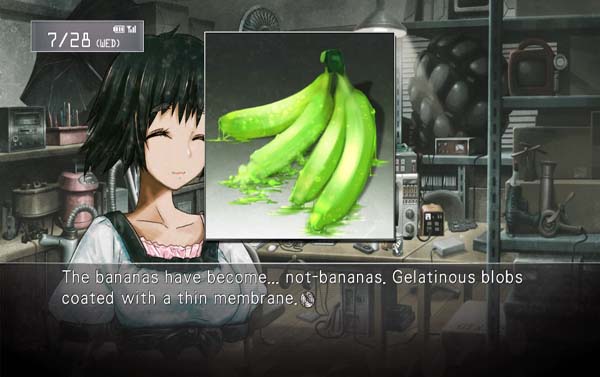 7/28 (WED)
The bananas have become... not-bananas. Gelatinous blobs
coated with a thin membrane.